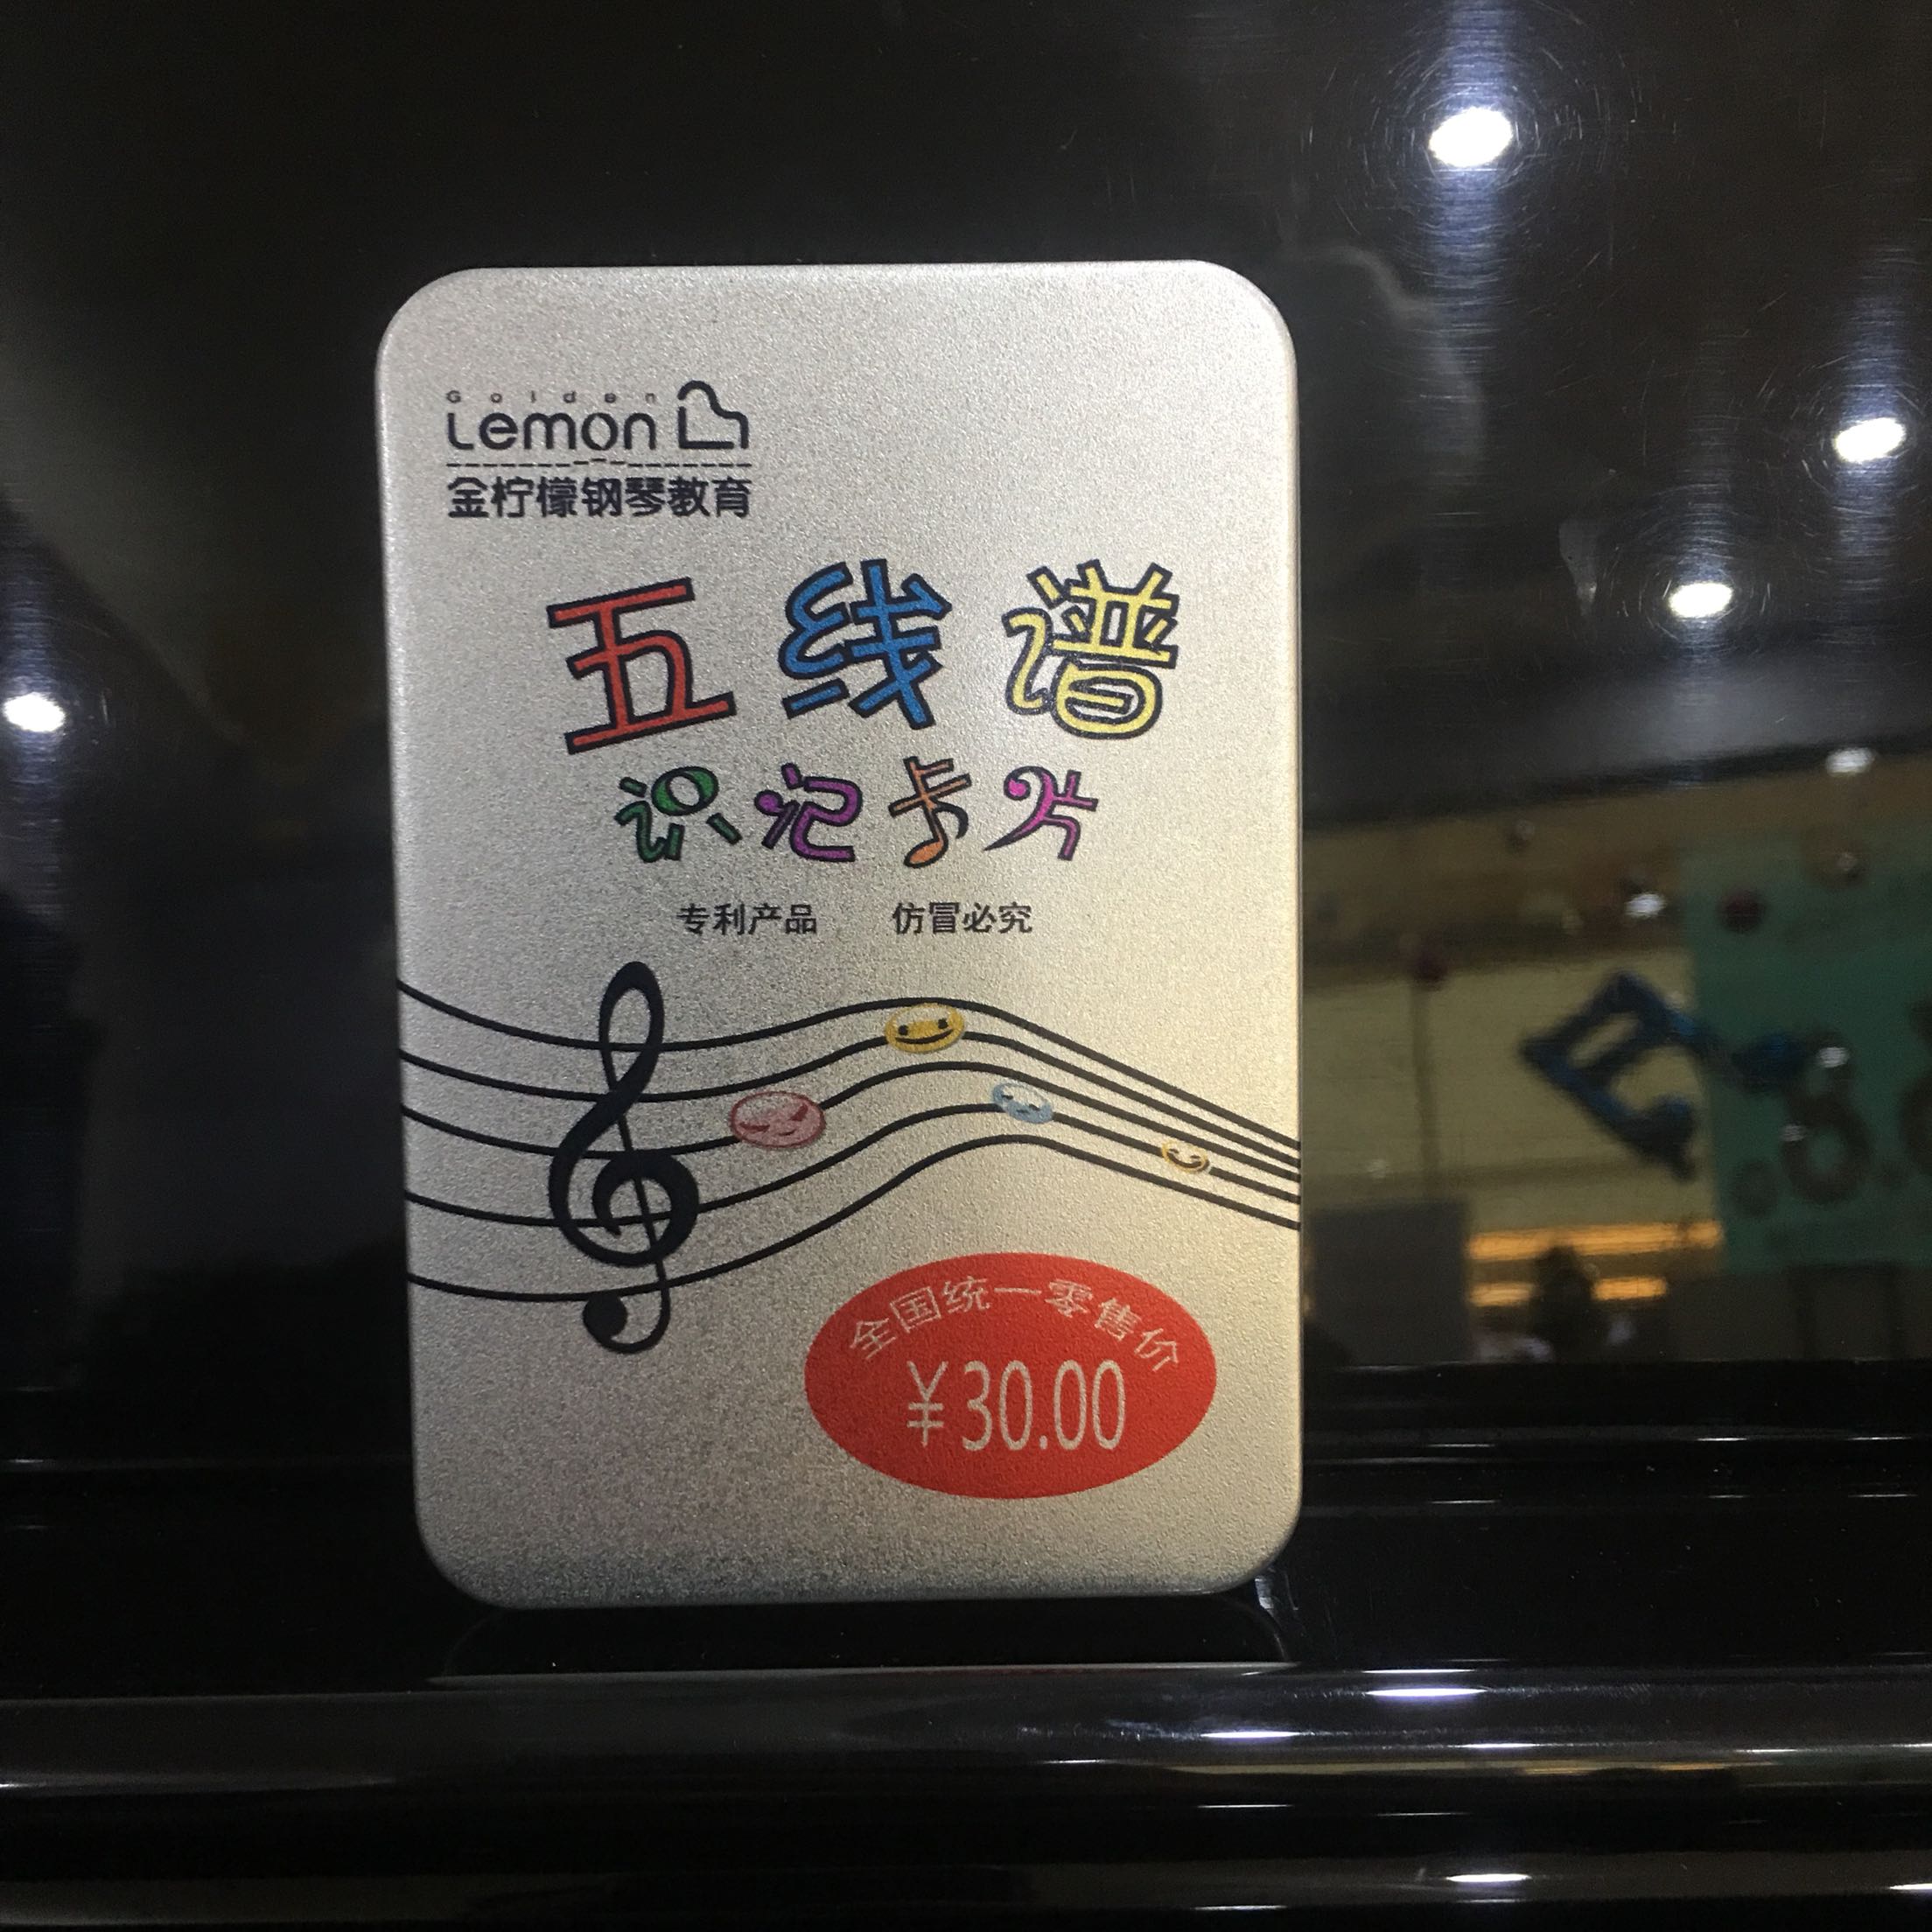 Golden
Lemon
金柠檬钢琴教育
五线谱
识记卡片
专利产品 仿冒必究
全国统一零售价
¥30.00